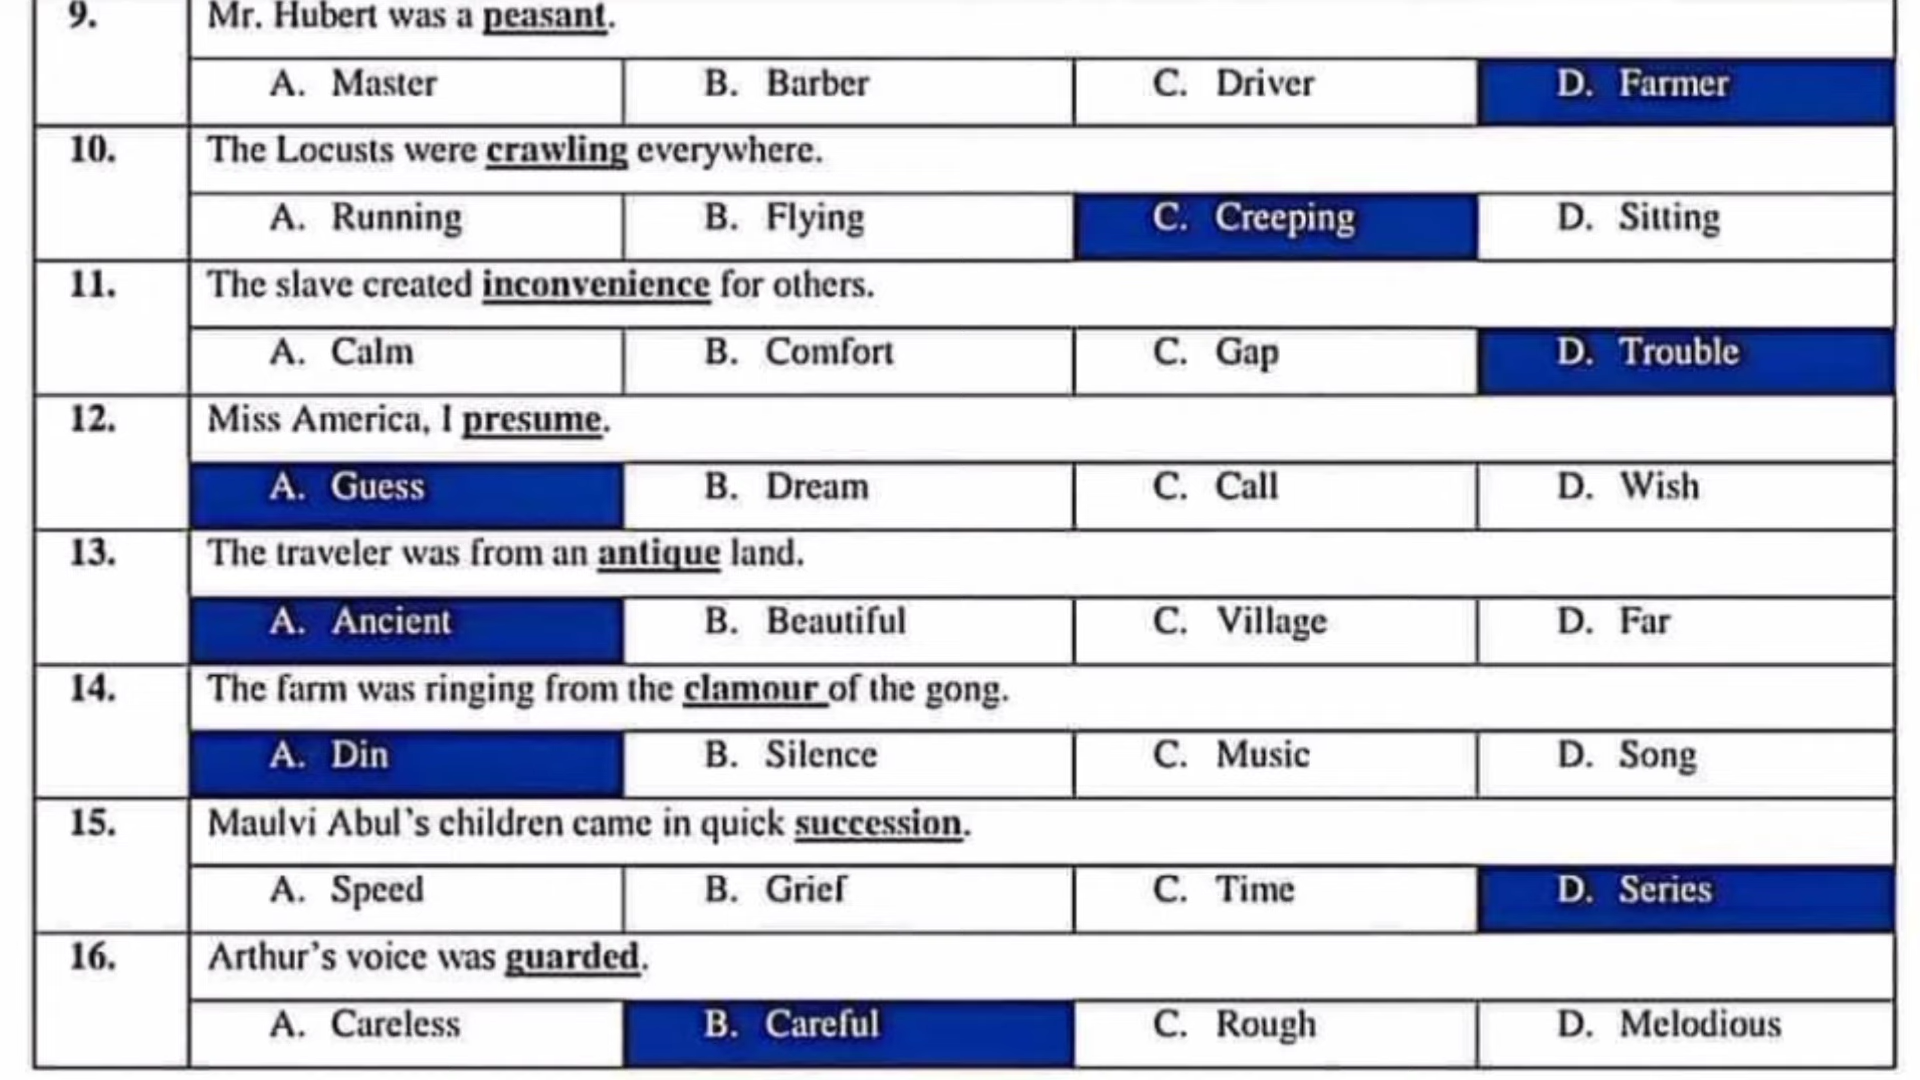 9. Mr. Hubert was a peasant.
A. Master B. Barber C. Driver D. Farmer
10. The Locusts were crawling everywhere.
A. Running B. Flying C. Creeping D. Sitting
11. The slave created inconvenience for others.
A. Calm B. Comfort C. Gap D. Trouble
12. Miss America, I presume.
A. Guess B. Dream C. Call D. Wish
13. The traveler was from an antique land.
A. Ancient B. Beautiful C. Village D. Far
14. The farm was ringing from the clamour of the gong.
A. Din B. Silence C. Music D. Song
15. Maulvi Abul's children came in quick succession.
A. Speed B. Grief C. Time D. Series
16. Arthur's voice was guarded.
A. Careless B. Careful C. Rough D. Melodious